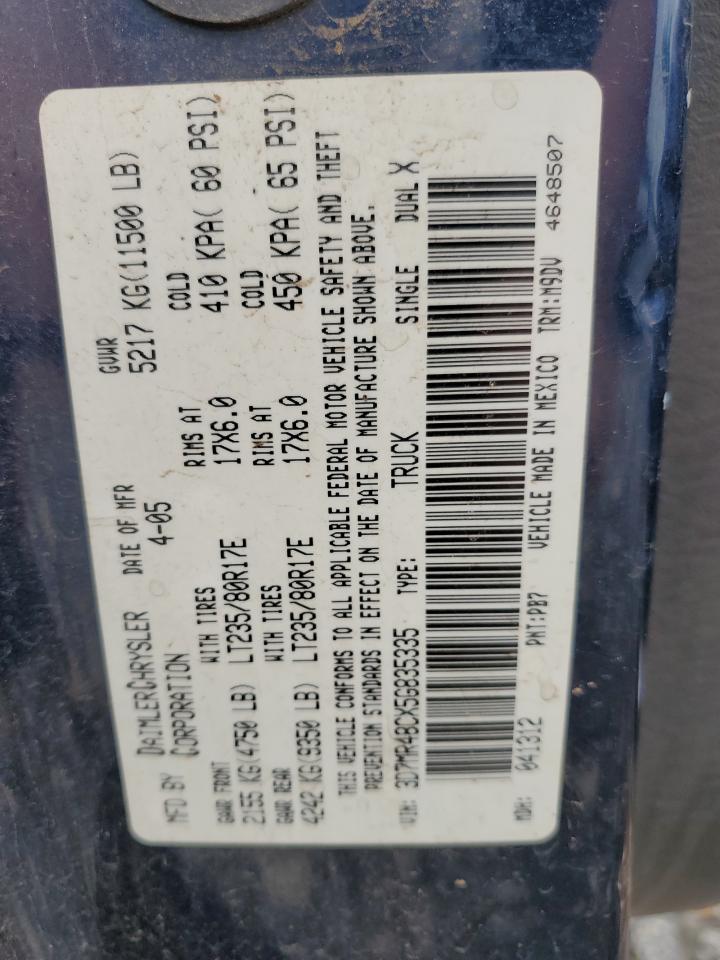 MFD BY DAIMLERCHRYSLER CORPORATION DATE OF MFR 4-05 GVWR 5217 KG(11500 LB)
GAWR FRONT WITH TIRES RIMS AT COLD
2155 KG(4750 LB) LT235/80R17E 17X6.0 410 KPA( 60 PSI)
GAWR REAR WITH TIRES RIMS AT COLD
4242 KG(9350 LB) LT235/80R17E 17X6.0 450 KPA( 65 PSI)
THIS VEHICLE CONFORMS TO ALL APPLICABLE FEDERAL MOTOR VEHICLE SAFETY AND THEFT
PREVENTION STANDARDS IN EFFECT ON THE DATE OF MANUFACTURE SHOWN ABOVE.
VIN: 3D7MR48CX5G835335 TYPE: TRUCK SINGLE DUAL X
MDH: 041312 PNT:PB7 VEHICLE MADE IN MEXICO TRM:M9DV 4648507